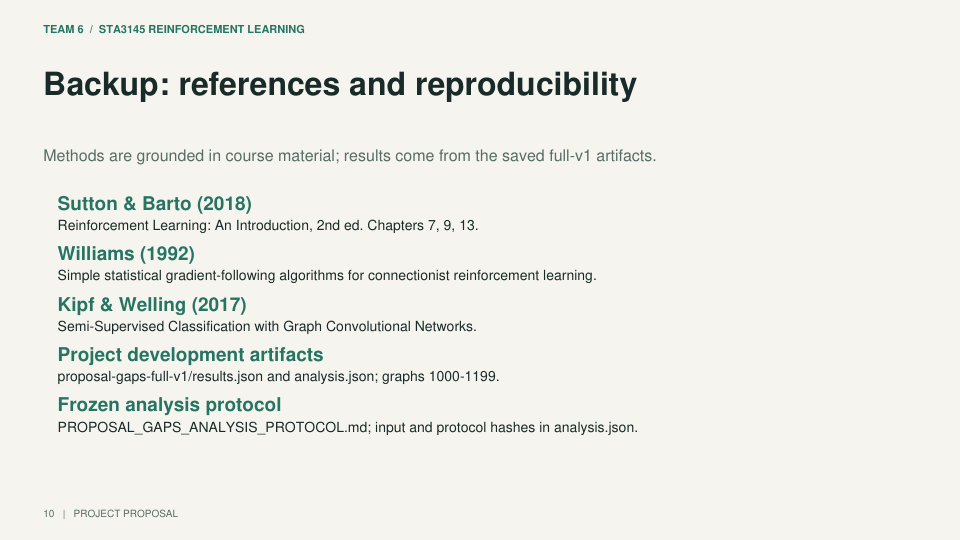 TEAM 6 / STA3145 REINFORCEMENT LEARNING
Backup: references and reproducibility
Methods are grounded in course material; results come from the saved full-v1 artifacts.
Sutton & Barto (2018)
Reinforcement Learning: An Introduction, 2nd ed. Chapters 7, 9, 13.
Williams (1992)
Simple statistical gradient-following algorithms for connectionist reinforcement learning.
Kipf & Welling (2017)
Semi-Supervised Classification with Graph Convolutional Networks.
Project development artifacts
proposal-gaps-full-v1/results.json and analysis.json; graphs 1000-1199.
Frozen analysis protocol
PROPOSAL_GAPS_ANALYSIS_PROTOCOL.md; input and protocol hashes in analysis.json.
10 | PROJECT PROPOSAL